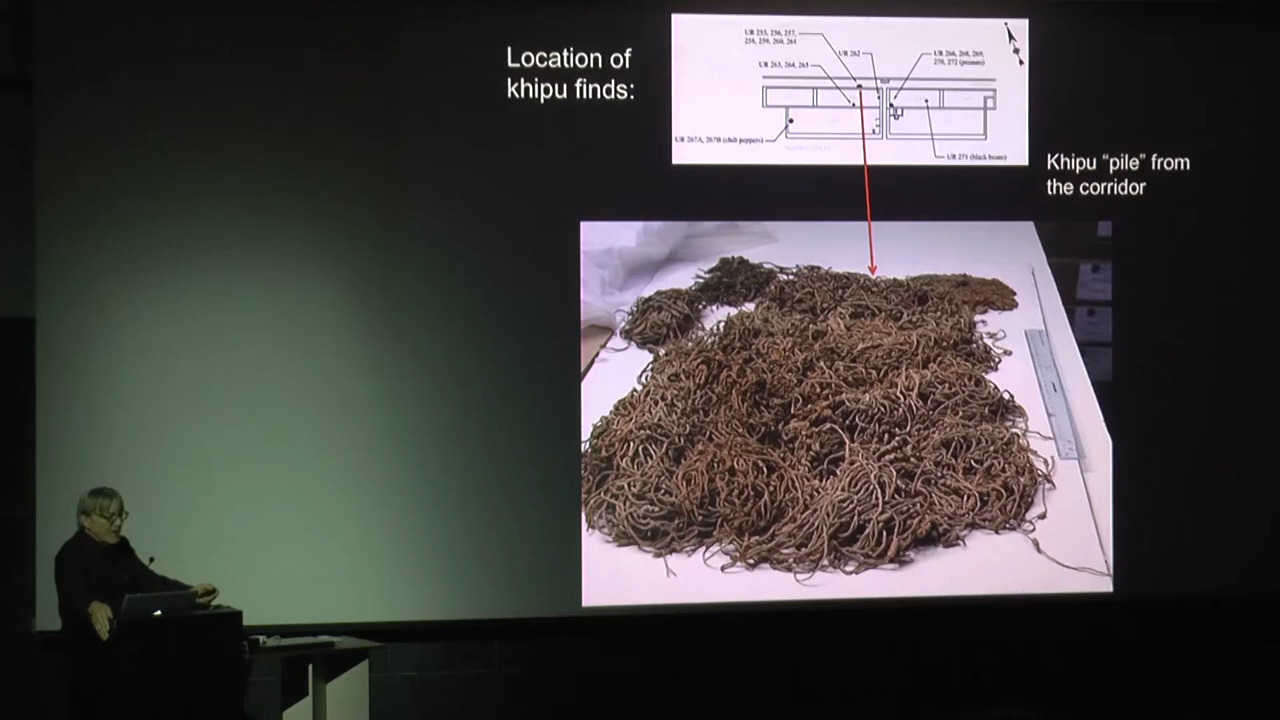 Location of
khipu finds:
UR 255, 256, 257,
258, 259, 260, 261
UR 262
UR 266, 268, 269,
270, 272 (peanuts)
UR 263, 264, 265
UR 267A, 267B (chili peppers)
UR 271 (black beans)
Khipu “pile” from
the corridor